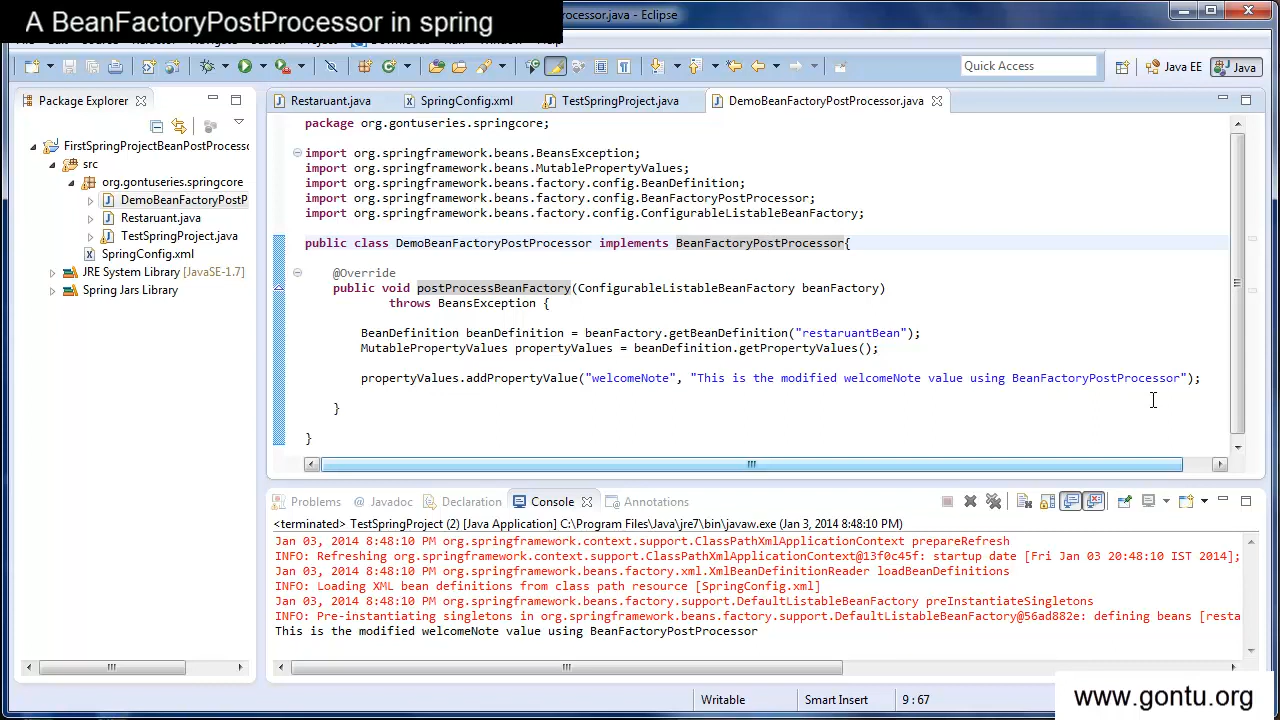 A BeanFactoryPostProcessor in spring
rocessor.java - Eclipse
Quick Access
Java EE
Java
Package Explorer
FirstSpringProjectBeanPostProcesso
src
org.gontuseries.springcore
DemoBeanFactoryPostP
Restaruant.java
TestSpringProject.java
SpringConfig.xml
JRE System Library [JavaSE-1.7]
Spring Jars Library
Restaruant.java
SpringConfig.xml
TestSpringProject.java
DemoBeanFactoryPostProcessor.java
package org.gontuseries.springcore;
import org.springframework.beans.BeansException;
import org.springframework.beans.MutablePropertyValues;
import org.springframework.beans.factory.config.BeanDefinition;
import org.springframework.beans.factory.config.BeanFactoryPostProcessor;
import org.springframework.beans.factory.config.ConfigurableListableBeanFactory;
public class DemoBeanFactoryPostProcessor implements BeanFactoryPostProcessor{
@Override
public void postProcessBeanFactory(ConfigurableListableBeanFactory beanFactory)
throws BeansException {
BeanDefinition beanDefinition = beanFactory.getBeanDefinition("restaruantBean");
MutablePropertyValues propertyValues = beanDefinition.getPropertyValues();
propertyValues.addPropertyValue("welcomeNote", "This is the modified welcomeNote value using BeanFactoryPostProcessor");
}
}
Problems
@ Javadoc
Declaration
Console
Annotations
<terminated> TestSpringProject (2) [Java Application] C:\Program Files\Java\jre7\bin\javaw.exe (Jan 3, 2014 8:48:10 PM)
Jan 03, 2014 8:48:10 PM org.springframework.context.support.ClassPathXmlApplicationContext prepareRefresh
INFO: Refreshing org.springframework.context.support.ClassPathXmlApplicationContext@13f0c45f: startup date [Fri Jan 03 20:48:10 IST 2014];
Jan 03, 2014 8:48:10 PM org.springframework.beans.factory.xml.XmlBeanDefinitionReader loadBeanDefinitions
INFO: Loading XML bean definitions from class path resource [SpringConfig.xml]
Jan 03, 2014 8:48:10 PM org.springframework.beans.factory.support.DefaultListableBeanFactory preInstantiateSingletons
INFO: Pre-instantiating singletons in org.springframework.beans.factory.support.DefaultListableBeanFactory@56ad882e: defining beans [resta
This is the modified welcomeNote value using BeanFactoryPostProcessor
Writable
Smart Insert
9 : 67
www.gontu.org